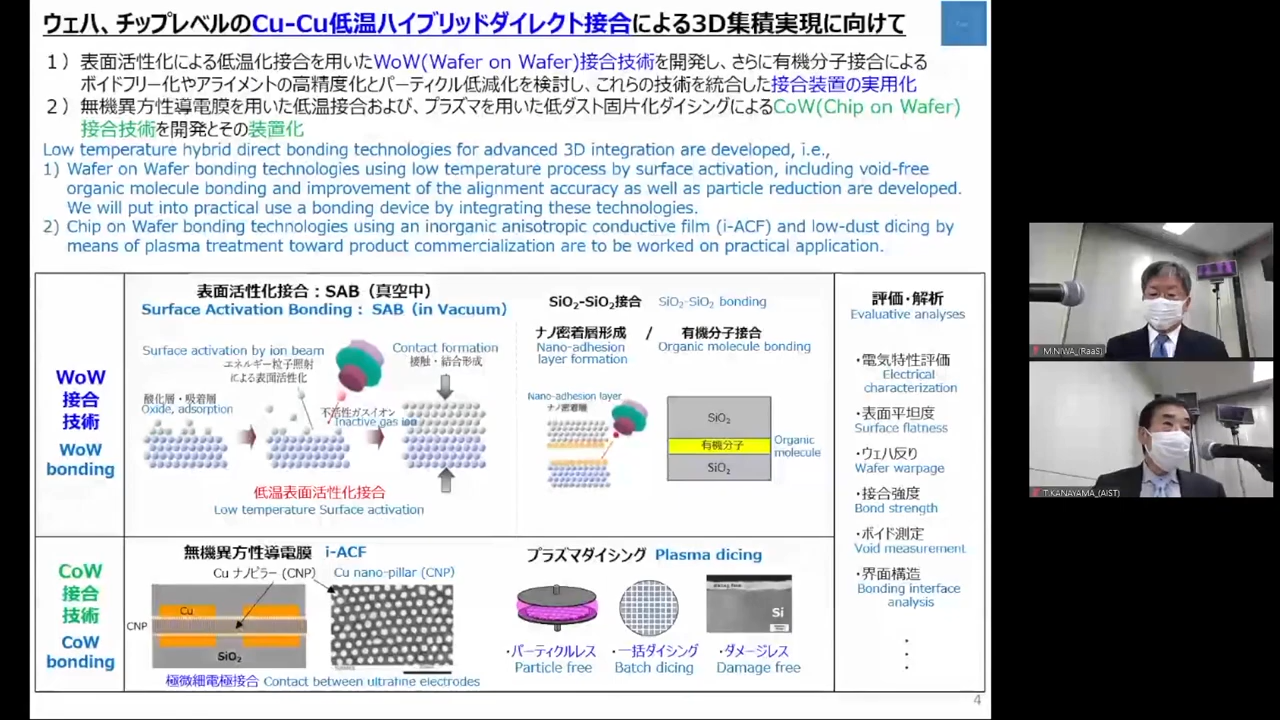 ウェハ、チップレベルのCu-Cu低温ハイブリッドダイレクト接合による3D集積実現に向けて
１）表面活性化による低温化接合を用いたWoW(Wafer on Wafer)接合技術を開発し、さらに有機分子接合による
ボイドフリー化やアライメントの高精度化とパーティクル低減化を検討し、これらの技術を統合した接合装置の実用化
２）無機異方性導電膜を用いた低温接合および、プラズマを用いた低ダスト固片化ダイシングによるCoW(Chip on Wafer)
接合技術を開発とその装置化
Low temperature hybrid direct bonding technologies for advanced 3D integration are developed, i.e.,
1) Wafer on Wafer bonding technologies using low temperature process by surface activation, including void-free
organic molecule bonding and improvement of the alignment accuracy as well as particle reduction are developed.
We will put into practical use a bonding device by integrating these technologies.
2) Chip on Wafer bonding technologies using an inorganic anisotropic conductive film (i-ACF) and low-dust dicing by
means of plasma treatment toward product commercialization are to be worked on practical application.
WoW
接合
技術
WoW
bonding
表面活性化接合：SAB（真空中）
Surface Activation Bonding： SAB（in Vacuum）
Surface activation by ion beam
エネルギー粒子照射
による表面活性化
Contact formation
接触・結合形成
酸化層・吸着層
Oxide, adsorption
不活性ガスイオン
Inactive gas ion
低温表面活性化接合
Low temperature Surface activation
SiO₂-SiO₂接合 SiO₂-SiO₂ bonding
ナノ密着層形成 / 有機分子接合
Nano-adhesion
layer formation
Organic molecule bonding
Nano-adhesion layer
ナノ密着層
SiO₂
有機分子
SiO₂
Organic
molecule
評価・解析
Evaluative analyses
・電気特性評価
Electrical
characterization
・表面平坦度
Surface flatness
・ウェハ反り
Wafer warpage
・接合強度
Bond strength
・ボイド測定
Void measurement
・界面構造
Bonding interface
analysis
・
・
・
CoW
接合
技術
CoW
bonding
無機異方性導電膜 i-ACF
Cu ナノピラー (CNP)
Cu nano-pillar (CNP)
Cu
CNP
SiO₂
極微細電極接合 Contact between ultrafine electrodes
プラズマダイシング Plasma dicing
Si
・パーティクルレス
Particle free
・一括ダイシング
Batch dicing
・ダメージレス
Damage free
4
M.NIWA_(RaaS)
T.KANAYAMA_(AIST)